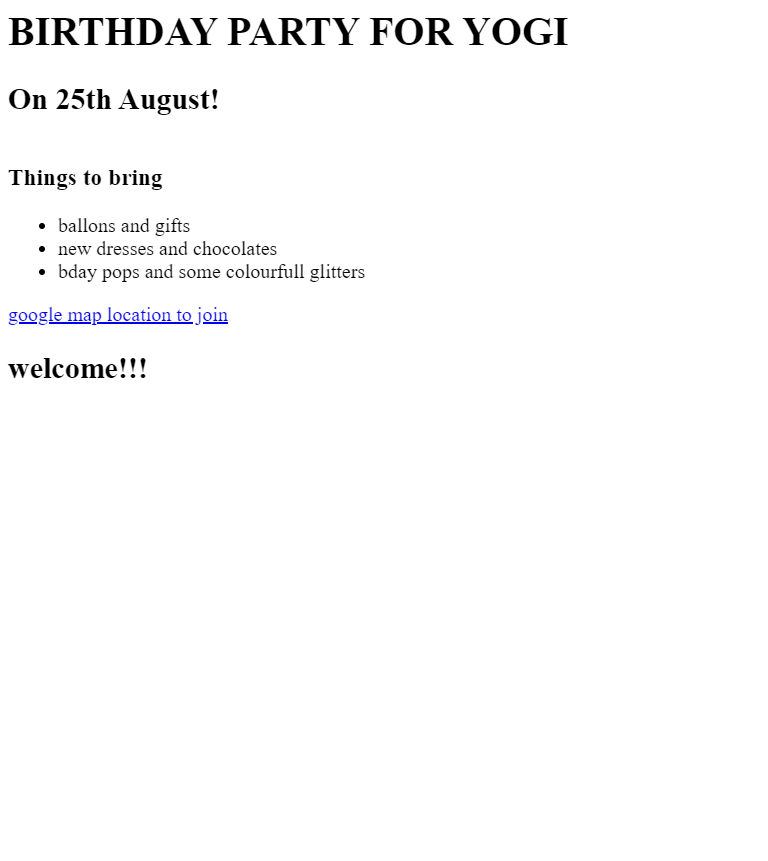 BIRTHDAY PARTY FOR YOGI
On 25th August!
Things to bring
ballons and gifts
new dresses and chocolates
bday pops and some colourfull glitters
google map location to join
welcome!!!